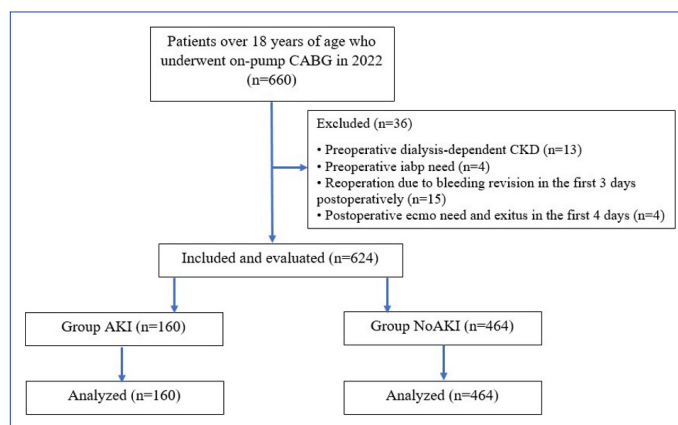 Patients over 18 years of age who
underwent on-pump CABG in 2022
(n=660)
Excluded (n=36)
• Preoperative dialysis-dependent CKD (n=13)
• Preoperative iabp need (n=4)
• Reoperation due to bleeding revision in the first 3 days
postoperatively (n=15)
• Postoperative ecmo need and exitus in the first 4 days (n=4)
Included and evaluated (n=624)
Group AKI (n=160)
Group NoAKI (n=464)
Analyzed (n=160)
Analyzed (n=464)